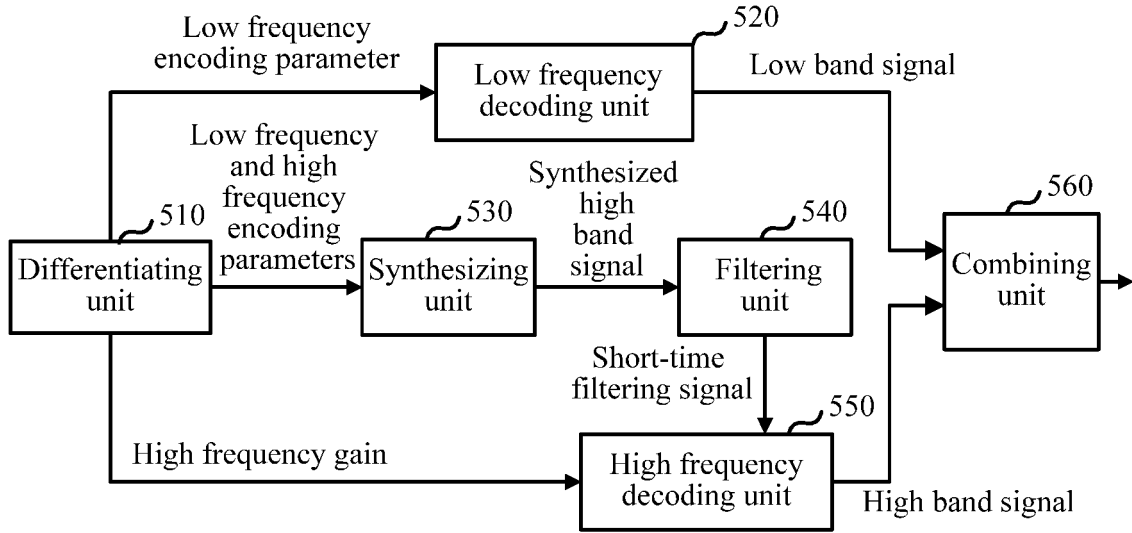 Low frequency
encoding parameter
520
Low frequency
decoding unit
Low band signal
Low frequency
and high
frequency
encoding
parameters
Synthesized
high
band
signal
510
Differentiating
unit
530
Synthesizing
unit
540
Filtering
unit
560
Combining
unit
Short-time
filtering signal
550
High frequency gain
High frequency
decoding unit
High band signal